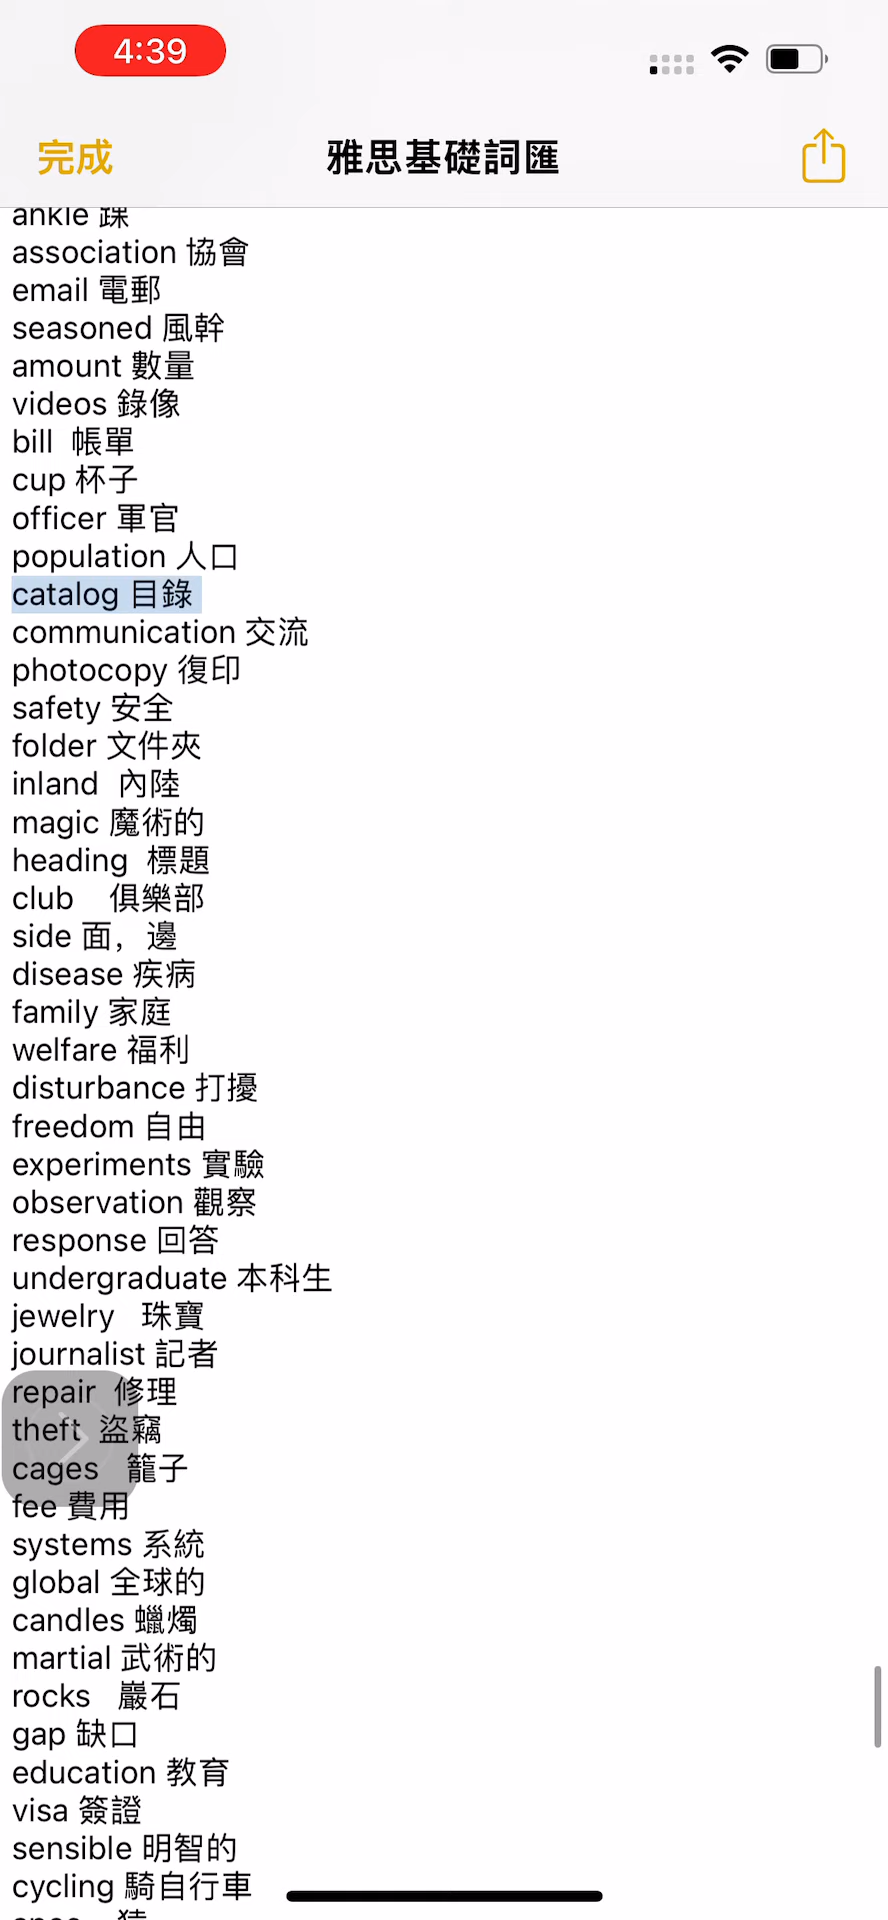 4:39
完成
雅思基礎詞匯
ankle 踝
association 協會
email 電郵
seasoned 風幹
amount 數量
videos 錄像
bill 帳單
cup 杯子
officer 軍官
population 人口
catalog 目錄
communication 交流
photocopy 復印
safety 安全
folder 文件夾
inland 內陸
magic 魔術的
heading 標題
club 俱樂部
side 面，邊
disease 疾病
family 家庭
welfare 福利
disturbance 打擾
freedom 自由
experiments 實驗
observation 觀察
response 回答
undergraduate 本科生
jewelry 珠寶
journalist 記者
repair 修理
theft 盜竊
cages 籠子
fee 費用
systems 系統
global 全球的
candles 蠟燭
martial 武術的
rocks 巖石
gap 缺口
education 教育
visa 簽證
sensible 明智的
cycling 騎自行車